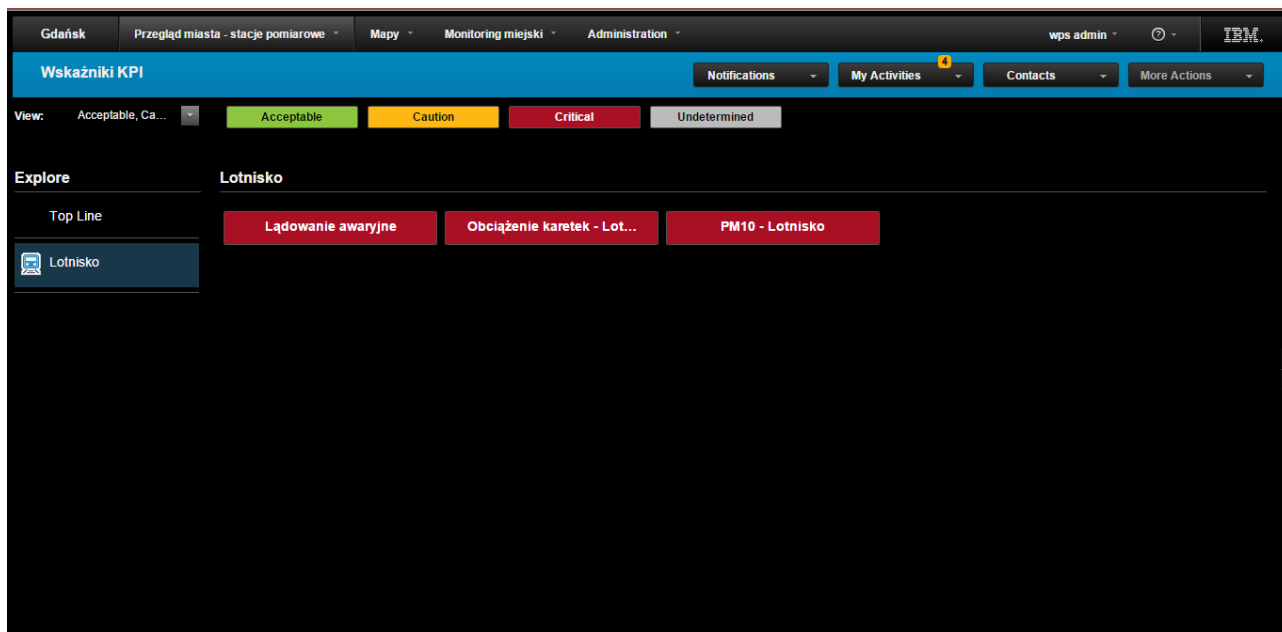 Gdańsk Przegląd miasta - stacje pomiarowe Mapy Monitoring miejski Administration wps admin ? IBM.
Wskaźniki KPI Notifications My Activities 4 Contacts More Actions
View: Acceptable, Ca... Acceptable Caution Critical Undetermined
Explore Lotnisko
Top Line
Lądowanie awaryjne Obciążenie karetek - Lot... PM10 - Lotnisko
Lotnisko